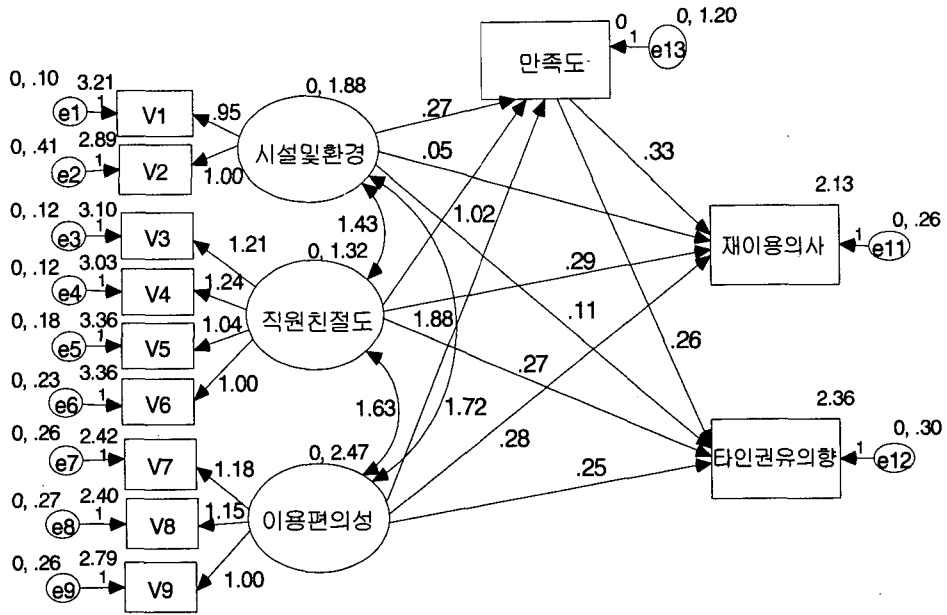 0
0, 1.20
만족도
1
e13
0, .10
3.21
e1
1
V1
.95
0, 1.88
시설및환경
.27
.05
0, .41
2.89
e2
1
V2
1.00
.33
2.13
재이용의사
1
0, .26
e11
0, .12
3.10
e3
1
V3
1.21
1.43
1.02
0, 1.32
직원친절도
.29
0, .12
3.03
e4
1
V4
1.24
0, .18
3.36
e5
1
V5
1.04
1.88
.11
.26
0, .23
3.36
e6
1
V6
1.00
.27
1.63
1.72
2.36
타인권유의향
1
0, .30
e12
0, .26
2.42
e7
1
V7
1.18
0, 2.47
이용편의성
.28
.25
0, .27
2.40
e8
1
V8
1.15
0, .26
2.79
e9
1
V9
1.00